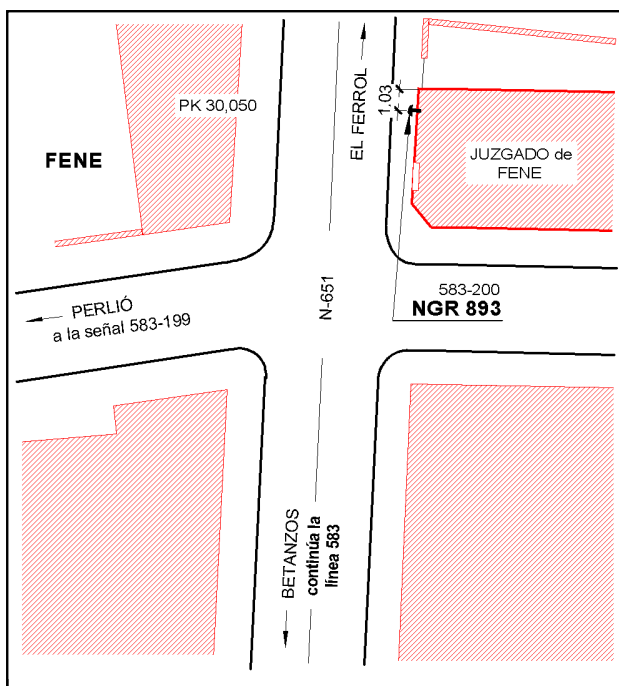 PK 30,050
FENE
EL FERROL
1.03
JUZGADO de
FENE
N-651
583-200
NGR 893
PERLIÓ
a la señal 583-199
BETANZOS
continúa la
línea 583